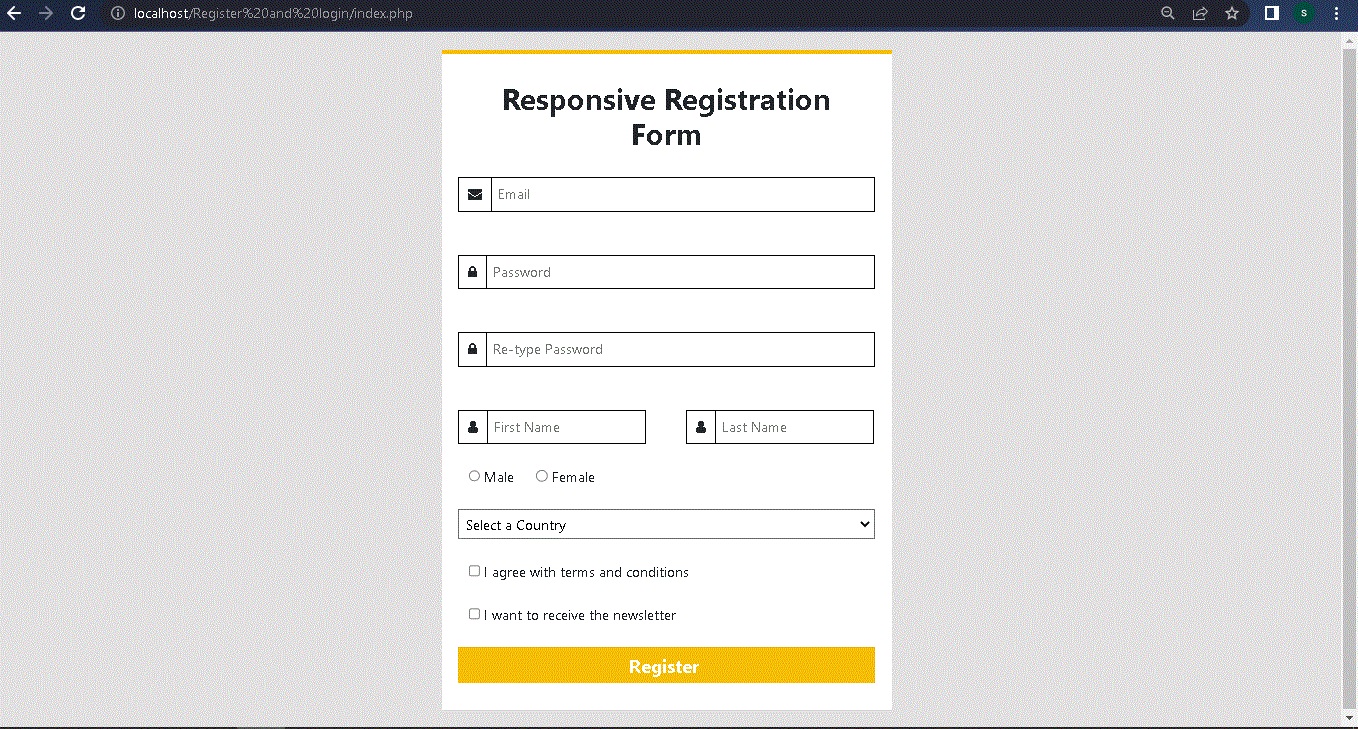 localhost/Register%20and%20login/index.php
s
Responsive Registration
Form
Email
Password
Re-type Password
First Name
Last Name
Male
Female
Select a Country
I agree with terms and conditions
I want to receive the newsletter
Register